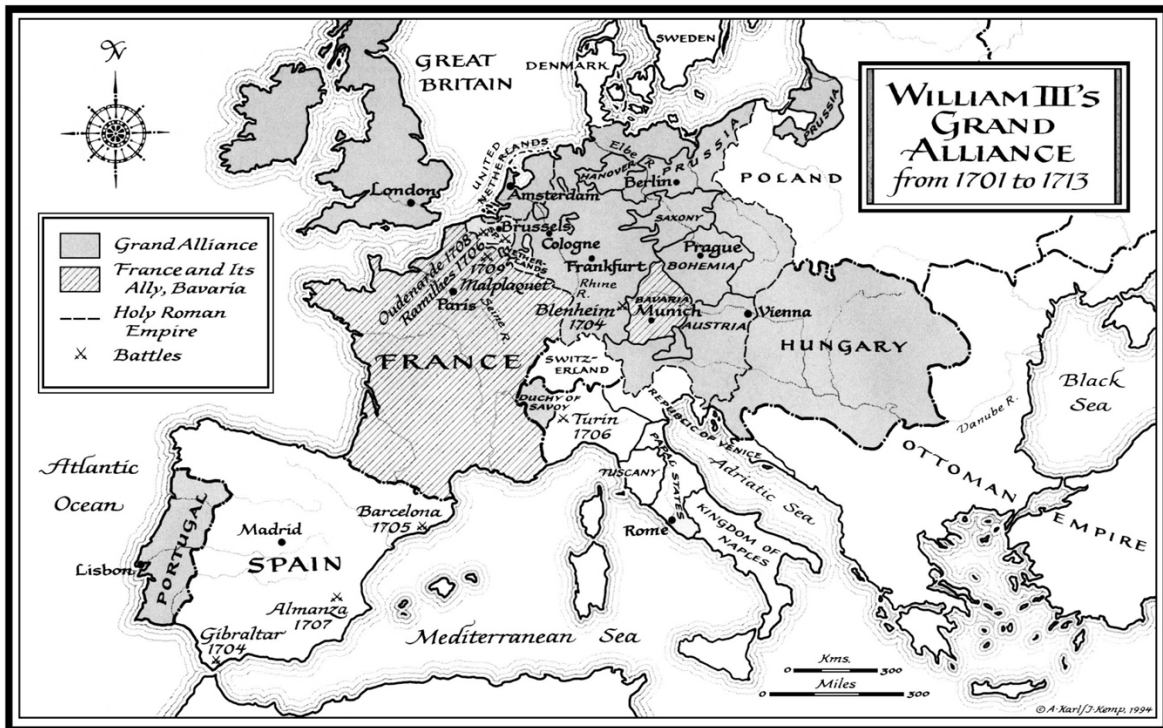 N
WILLIAM III'S
GRAND
ALLIANCE
from 1701 to 1713
Grand Alliance
France and Its
Ally, Bavaria
Holy Roman
Empire
Battles
SWEDEN
DENMARK
GREAT
BRITAIN
PRUSSIA
PRUSSIA
POLAND
UNITED
NETHERLANDS
Elbe R.
HANOVER
Berlin
London
Amsterdam
SAXONY
Brussels
Cologne
Prague
BOHEMIA
Frankfurt
Oudenarde 1708
Ramillies 1706
1709
Malplaquet
NETHER-
LANDS
Paris
Seine R.
Rhine
R.
Blenheim
1704
BAVARIA
Munich
AUSTRIA
Vienna
HUNGARY
FRANCE
SWITZ-
ERLAND
DUCHY OF
SAVOY
Turin
1706
REPUBLIC OF VENICE
Black
Sea
Danube R.
OTTOMAN
EMPIRE
Adriatic Sea
TUSCANY
PAPAL STATES
Rome
KINGDOM OF
NAPLES
Atlantic
Ocean
PORTUGAL
Lisbon
Madrid
SPAIN
Barcelona
1705
Almanza
1707
Gibraltar
1704
Mediterranean Sea
Kms.
0 300
Miles
0 300
© A·Karl/J·Kemp, 1994